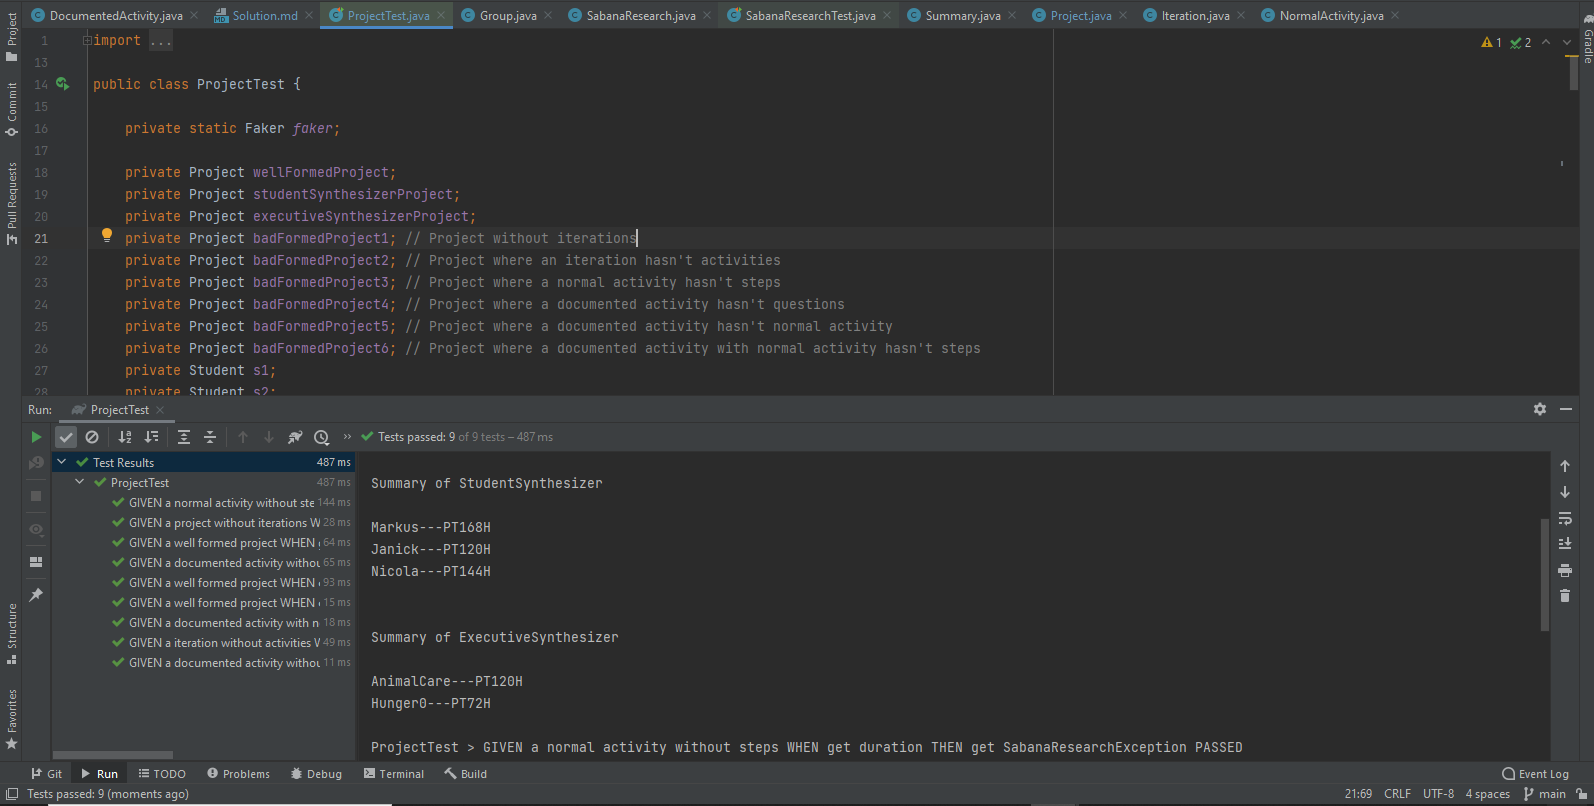 DocumentedActivity.java Solution.md ProjectTest.java Group.java SabanaResearch.java SabanaResearchTest.java Summary.java Project.java Iteration.java NormalActivity.java
Project
Commit
Pull Requests
Structure
Favorites
Gradle
1 import ...
1 2
13
14 public class ProjectTest {
15
16 private static Faker faker;
17
18 private Project wellFormedProject;
19 private Project studentSynthesizerProject;
20 private Project executiveSynthesizerProject;
21 private Project badFormedProject1; // Project without iterations
22 private Project badFormedProject2; // Project where an iteration hasn't activities
23 private Project badFormedProject3; // Project where a normal activity hasn't steps
24 private Project badFormedProject4; // Project where a documented activity hasn't questions
25 private Project badFormedProject5; // Project where a documented activity hasn't normal activity
26 private Project badFormedProject6; // Project where a documented activity with normal activity hasn't steps
27 private Student s1;
28 private Student s2;
Run: ProjectTest
Tests passed: 9 of 9 tests – 487 ms
Test Results 487 ms
ProjectTest 487 ms
GIVEN a normal activity without ste 144 ms
GIVEN a project without iterations W 28 ms
GIVEN a well formed project WHEN 64 ms
GIVEN a documented activity withou 65 ms
GIVEN a well formed project WHEN 93 ms
GIVEN a well formed project WHEN 15 ms
GIVEN a documented activity with n 18 ms
GIVEN a iteration without activities W 49 ms
GIVEN a documented activity withou 11 ms
Summary of StudentSynthesizer
Markus---PT168H
Janick---PT120H
Nicola---PT144H
Summary of ExecutiveSynthesizer
AnimalCare---PT120H
Hunger0---PT72H
ProjectTest > GIVEN a normal activity without steps WHEN get duration THEN get SabanaResearchException PASSED
Git Run TODO Problems Debug Terminal Build Event Log
Tests passed: 9 (moments ago) 21:69 CRLF UTF-8 4 spaces main